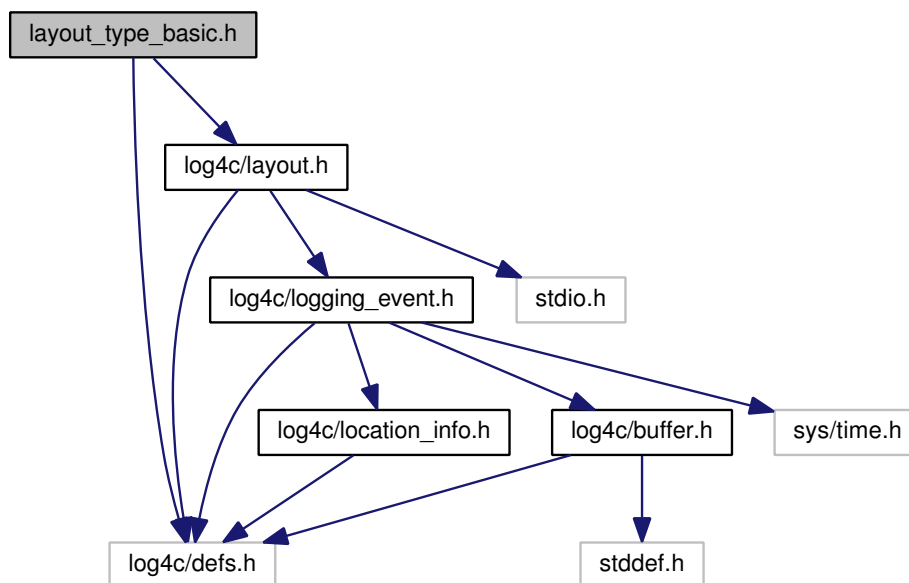 layout_type_basic.h
log4c/layout.h
log4c/logging_event.h
stdio.h
log4c/location_info.h
log4c/buffer.h
sys/time.h
log4c/defs.h
stddef.h